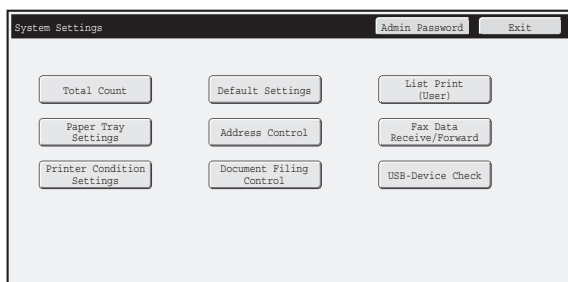 System Settings
Admin Password
Exit
Total Count
Default Settings
List Print
(User)
Paper Tray
Settings
Address Control
Fax Data
Receive/Forward
Printer Condition
Settings
Document Filing
Control
USB-Device Check